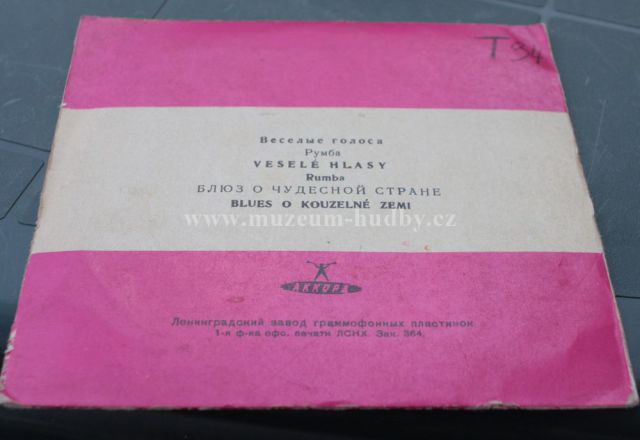 T 34
Веселые голоса
Румба
VESELÉ HLASY
Rumba
БЛЮЗ О ЧУДЕСНОЙ СТРАНЕ
BLUES O KOUZELNÉ ZEMI
www.muzeum-hudby.cz
АККОРД
Ленинградский завод граммофонных пластинок
1-я ф-ка офс. печати ЛСНХ. Зак. 364.